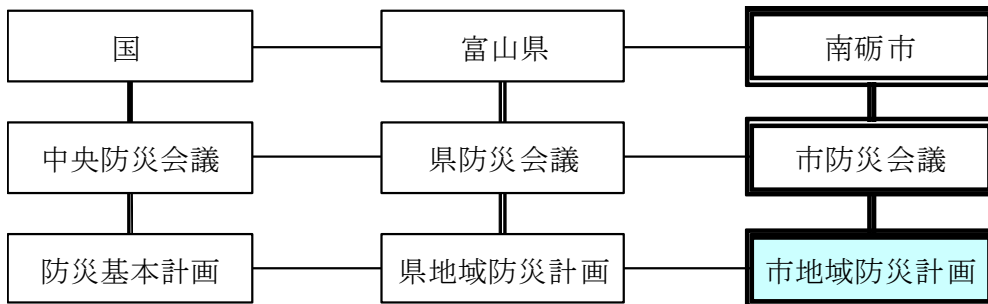 国
富山県
南砺市
中央防災会議
県防災会議
市防災会議
防災基本計画
県地域防災計画
市地域防災計画